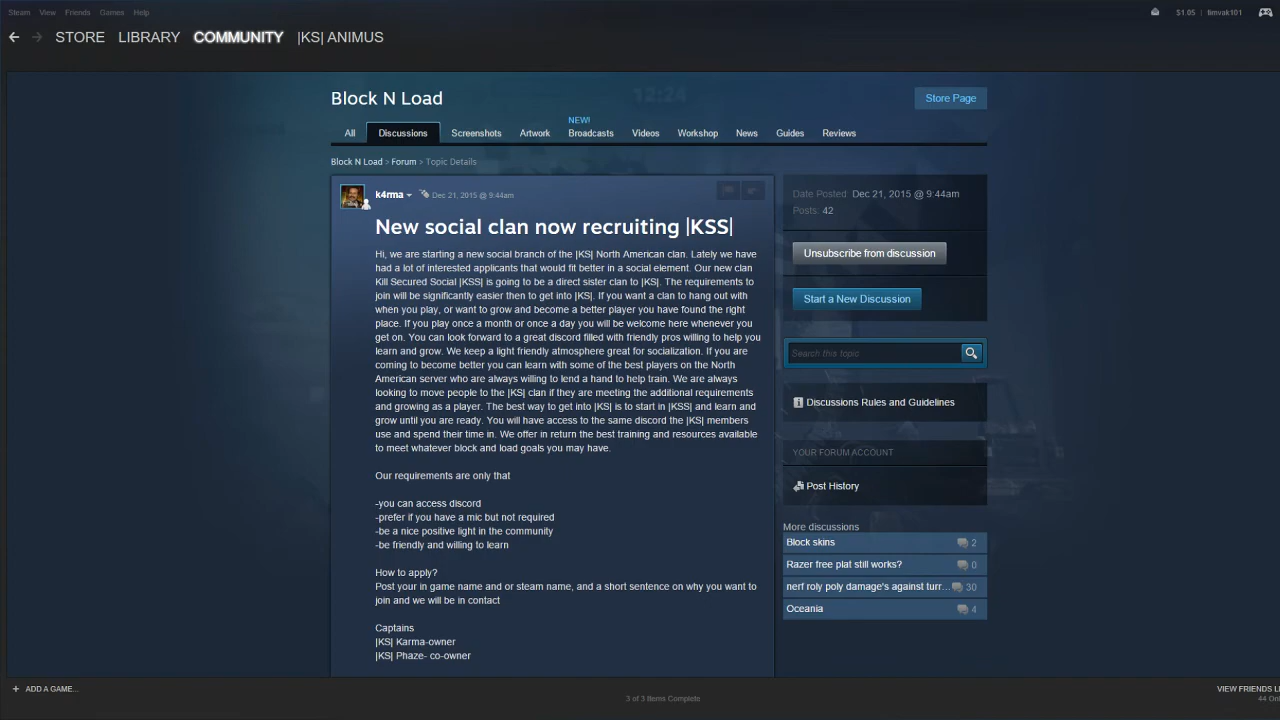 Steam View Friends Games Help
$1.05 timvak101
STORE LIBRARY COMMUNITY |KS| ANIMUS
Block N Load
12:24
Store Page
NEW!
All Discussions Screenshots Artwork Broadcasts Videos Workshop News Guides Reviews
Block N Load > Forum > Topic Details
k4rma Dec 21, 2015 @ 9:44am
New social clan now recruiting |KSS|
Hi, we are starting a new social branch of the |KS| North American clan. Lately we have
had a lot of interested applicants that would fit better in a social element. Our new clan
Kill Secured Social |KSS| is going to be a direct sister clan to |KS|. The requirements to
join will be significantly easier then to get into |KS|. If you want a clan to hang out with
when you play, or want to grow and become a better player you have found the right
place. If you play once a month or once a day you will be welcome here whenever you
get on. You can look forward to a great discord filled with friendly pros willing to help you
learn and grow. We keep a light friendly atmosphere great for socialization. If you are
coming to become better you can learn with some of the best players on the North
American server who are always willing to lend a hand to help train. We are always
looking to move people to the |KS| clan if they are meeting the additional requirements
and growing as a player. The best way to get into |KS| is to start in |KSS| and learn and
grow until you are ready. You will have access to the same discord the |KS| members
use and spend their time in. We offer in return the best training and resources available
to meet whatever block and load goals you may have.
Our requirements are only that
-you can access discord
-prefer if you have a mic but not required
-be a nice positive light in the community
-be friendly and willing to learn
How to apply?
Post your in game name and or steam name, and a short sentence on why you want to
join and we will be in contact
Captains
|KS| Karma-owner
|KS| Phaze- co-owner
Date Posted: Dec 21, 2015 @ 9:44am
Posts: 42
Unsubscribe from discussion
Start a New Discussion
Search this topic
Discussions Rules and Guidelines
YOUR FORUM ACCOUNT
Post History
More discussions
Block skins 2
Razer free plat still works? 0
nerf roly poly damage's against turr... 30
Oceania 4
+ ADD A GAME...
3 of 3 Items Complete
VIEW FRIENDS LI
44 On